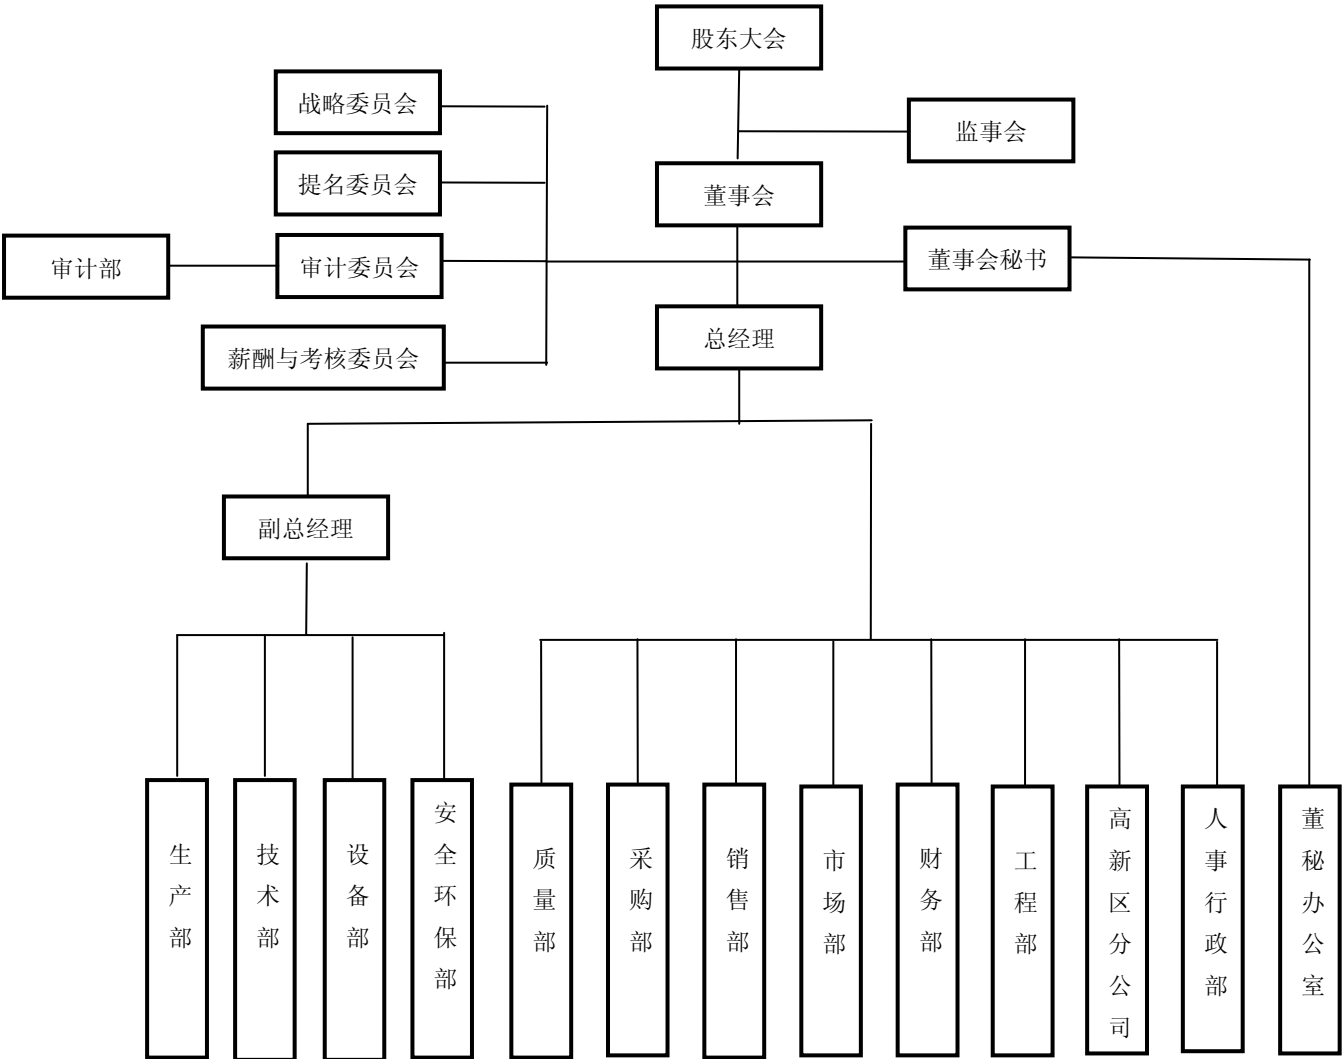 股东大会
战略委员会
监事会
提名委员会
董事会
审计部
审计委员会
董事会秘书
总经理
薪酬与考核委员会
副总经理
生产部
技术部
设备部
安全环保部
质量部
采购部
销售部
市场部
财务部
工程部
高新区分公司
人事行政部
董秘办公室